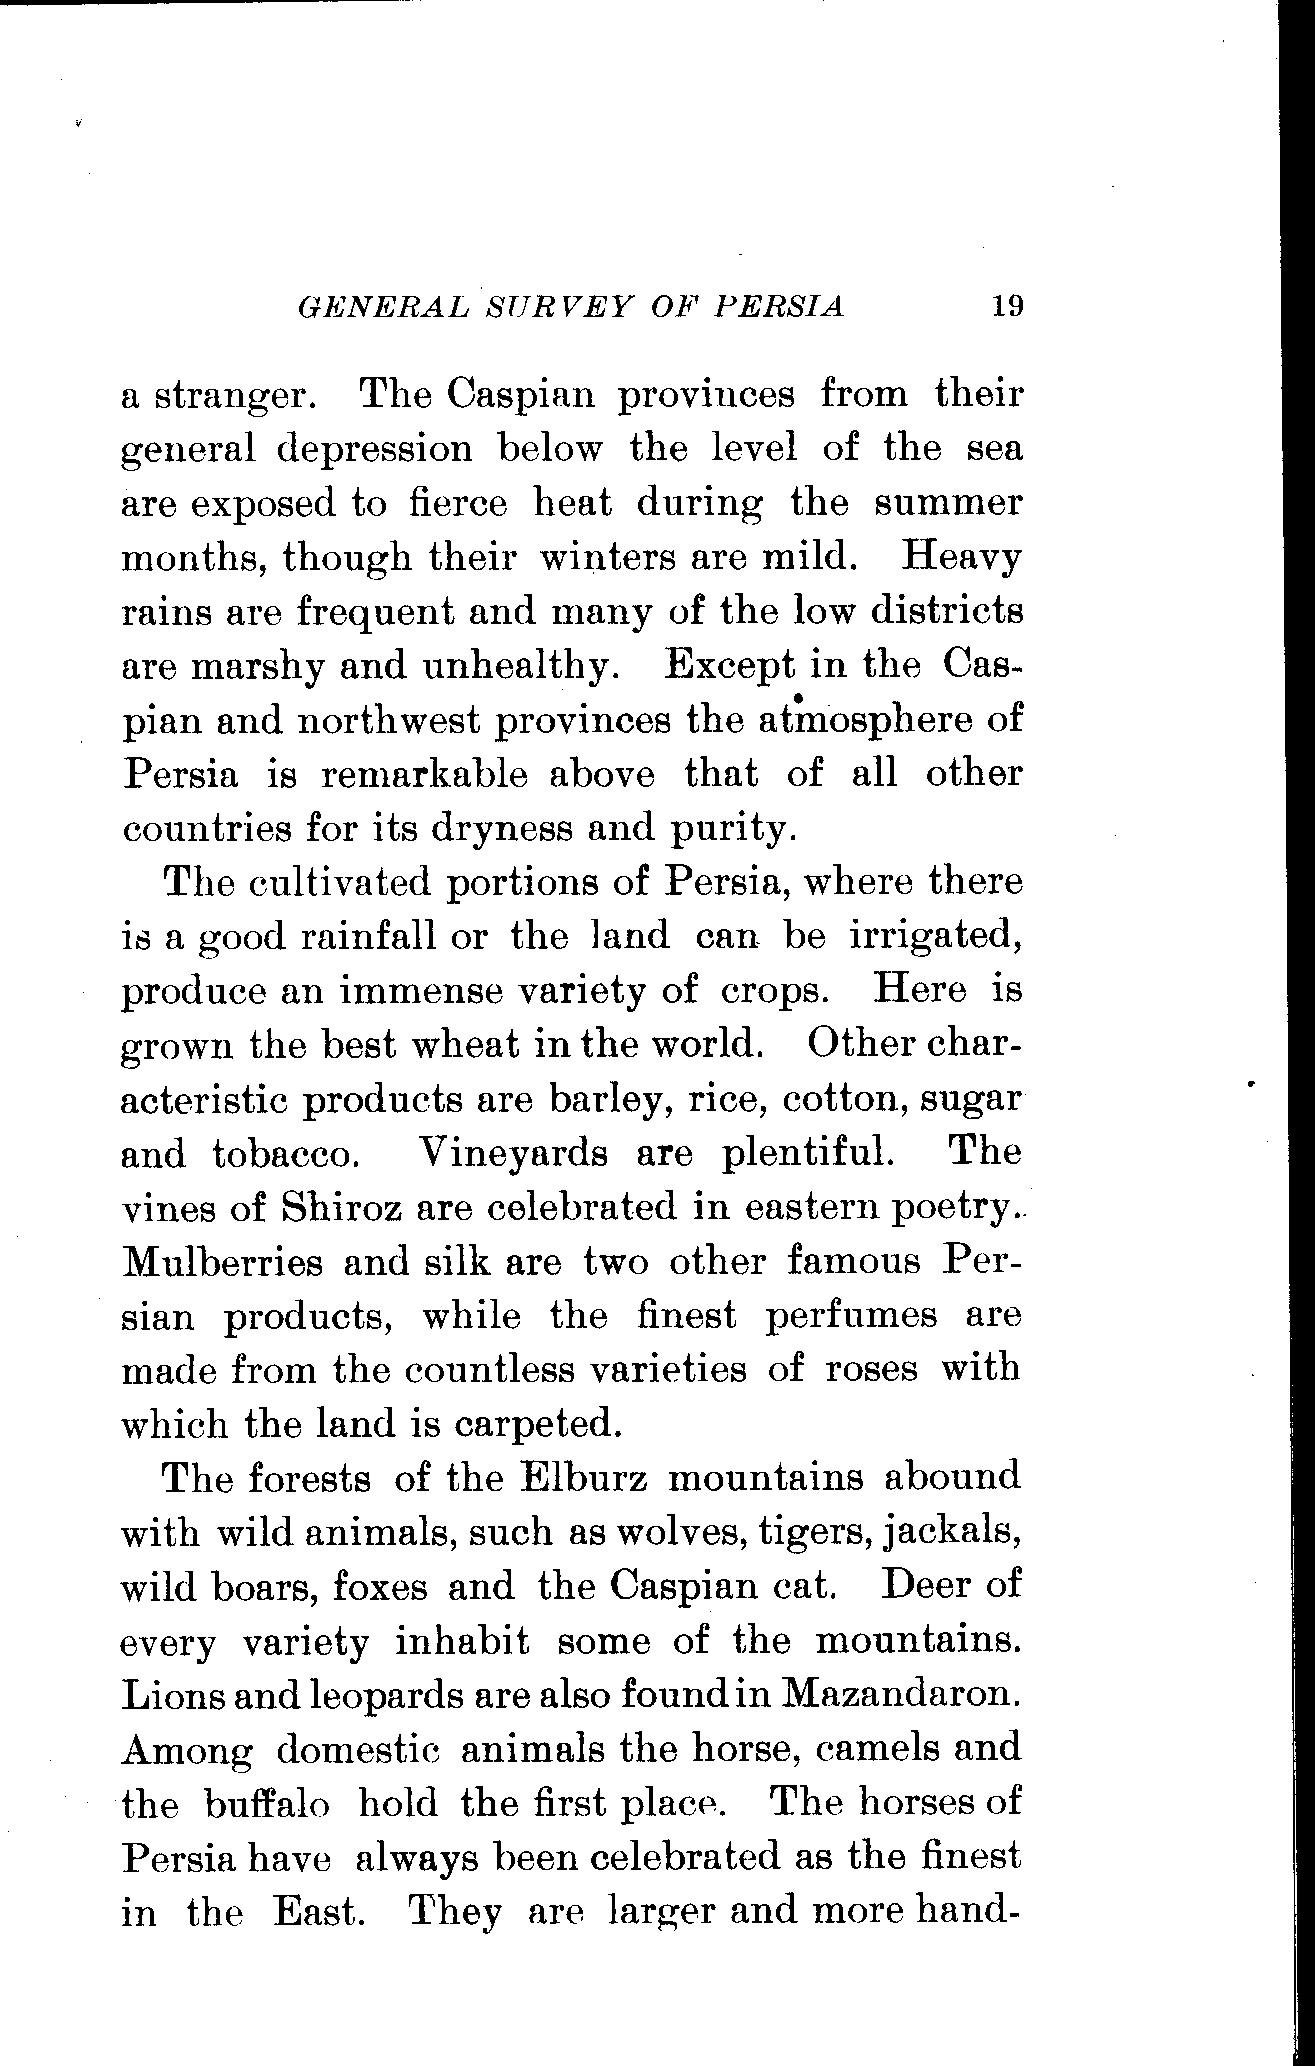 GENERAL SURVEY OF PERSIA 19
a stranger. The Caspian provinces from their
general depression below the level of the sea
are exposed to fierce heat during the summer
months, though their winters are mild. Heavy
rains are frequent and many of the low districts
are marshy and unhealthy. Except in the Cas-
pian and northwest provinces the atmosphere of
Persia is remarkable above that of all other
countries for its dryness and purity.
The cultivated portions of Persia, where there
is a good rainfall or the land can be irrigated,
produce an immense variety of crops. Here is
grown the best wheat in the world. Other char-
acteristic products are barley, rice, cotton, sugar
and tobacco. Vineyards are plentiful. The
vines of Shiroz are celebrated in eastern poetry.
Mulberries and silk are two other famous Per-
sian products, while the finest perfumes are
made from the countless varieties of roses with
which the land is carpeted.
The forests of the Elburz mountains abound
with wild animals, such as wolves, tigers, jackals,
wild boars, foxes and the Caspian cat. Deer of
every variety inhabit some of the mountains.
Lions and leopards are also found in Mazandaron.
Among domestic animals the horse, camels and
the buffalo hold the first place. The horses of
Persia have always been celebrated as the finest
in the East. They are larger and more hand-